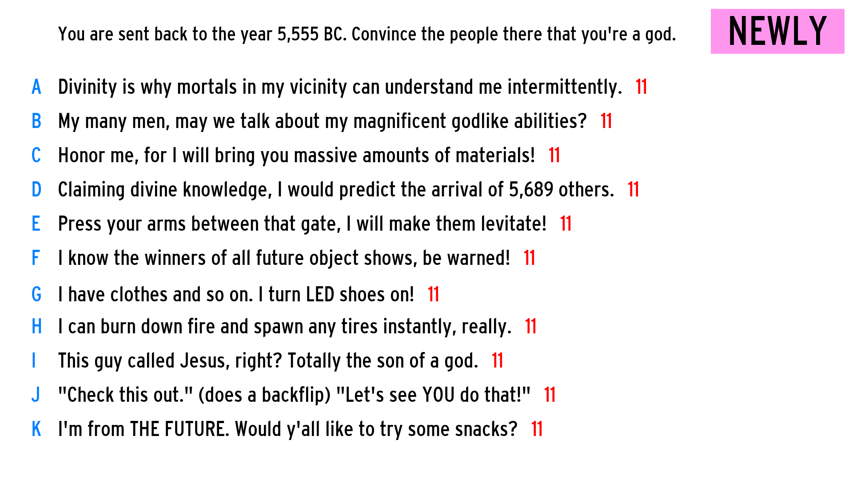 You are sent back to the year 5,555 BC. Convince the people there that you're a god.
NEWLY
A Divinity is why mortals in my vicinity can understand me intermittently. 11
B My many men, may we talk about my magnificent godlike abilities? 11
C Honor me, for I will bring you massive amounts of materials! 11
D Claiming divine knowledge, I would predict the arrival of 5,689 others. 11
E Press your arms between that gate, I will make them levitate! 11
F I know the winners of all future object shows, be warned! 11
G I have clothes and so on. I turn LED shoes on! 11
H I can burn down fire and spawn any tires instantly, really. 11
I This guy called Jesus, right? Totally the son of a god. 11
J "Check this out." (does a backflip) "Let's see YOU do that!" 11
K I'm from THE FUTURE. Would y'all like to try some snacks? 11